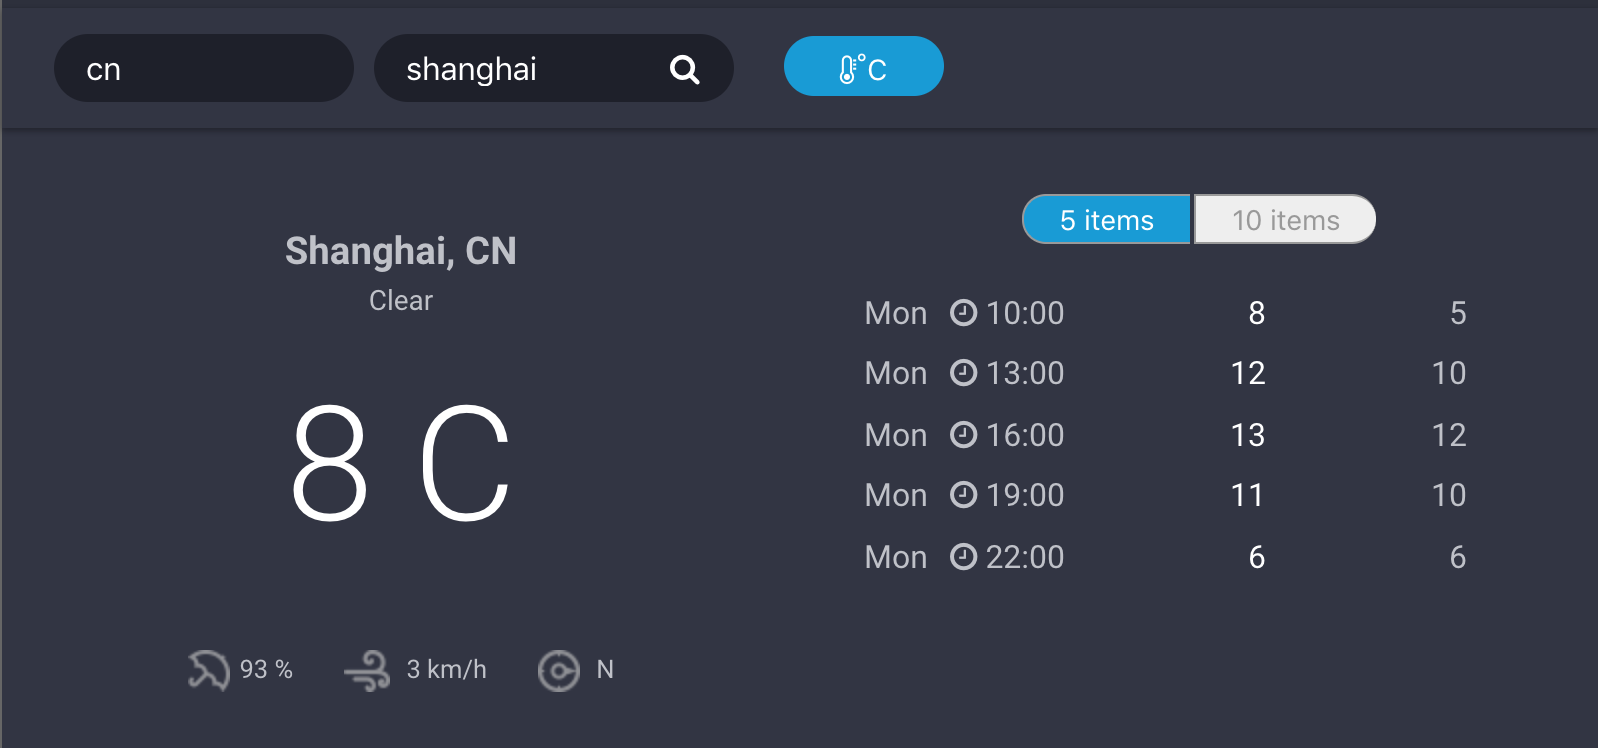 cn
shanghai
°C
Shanghai, CN
Clear
8 C
93 %
3 km/h
N
5 items
10 items
Mon 10:00 8 5
Mon 13:00 12 10
Mon 16:00 13 12
Mon 19:00 11 10
Mon 22:00 6 6